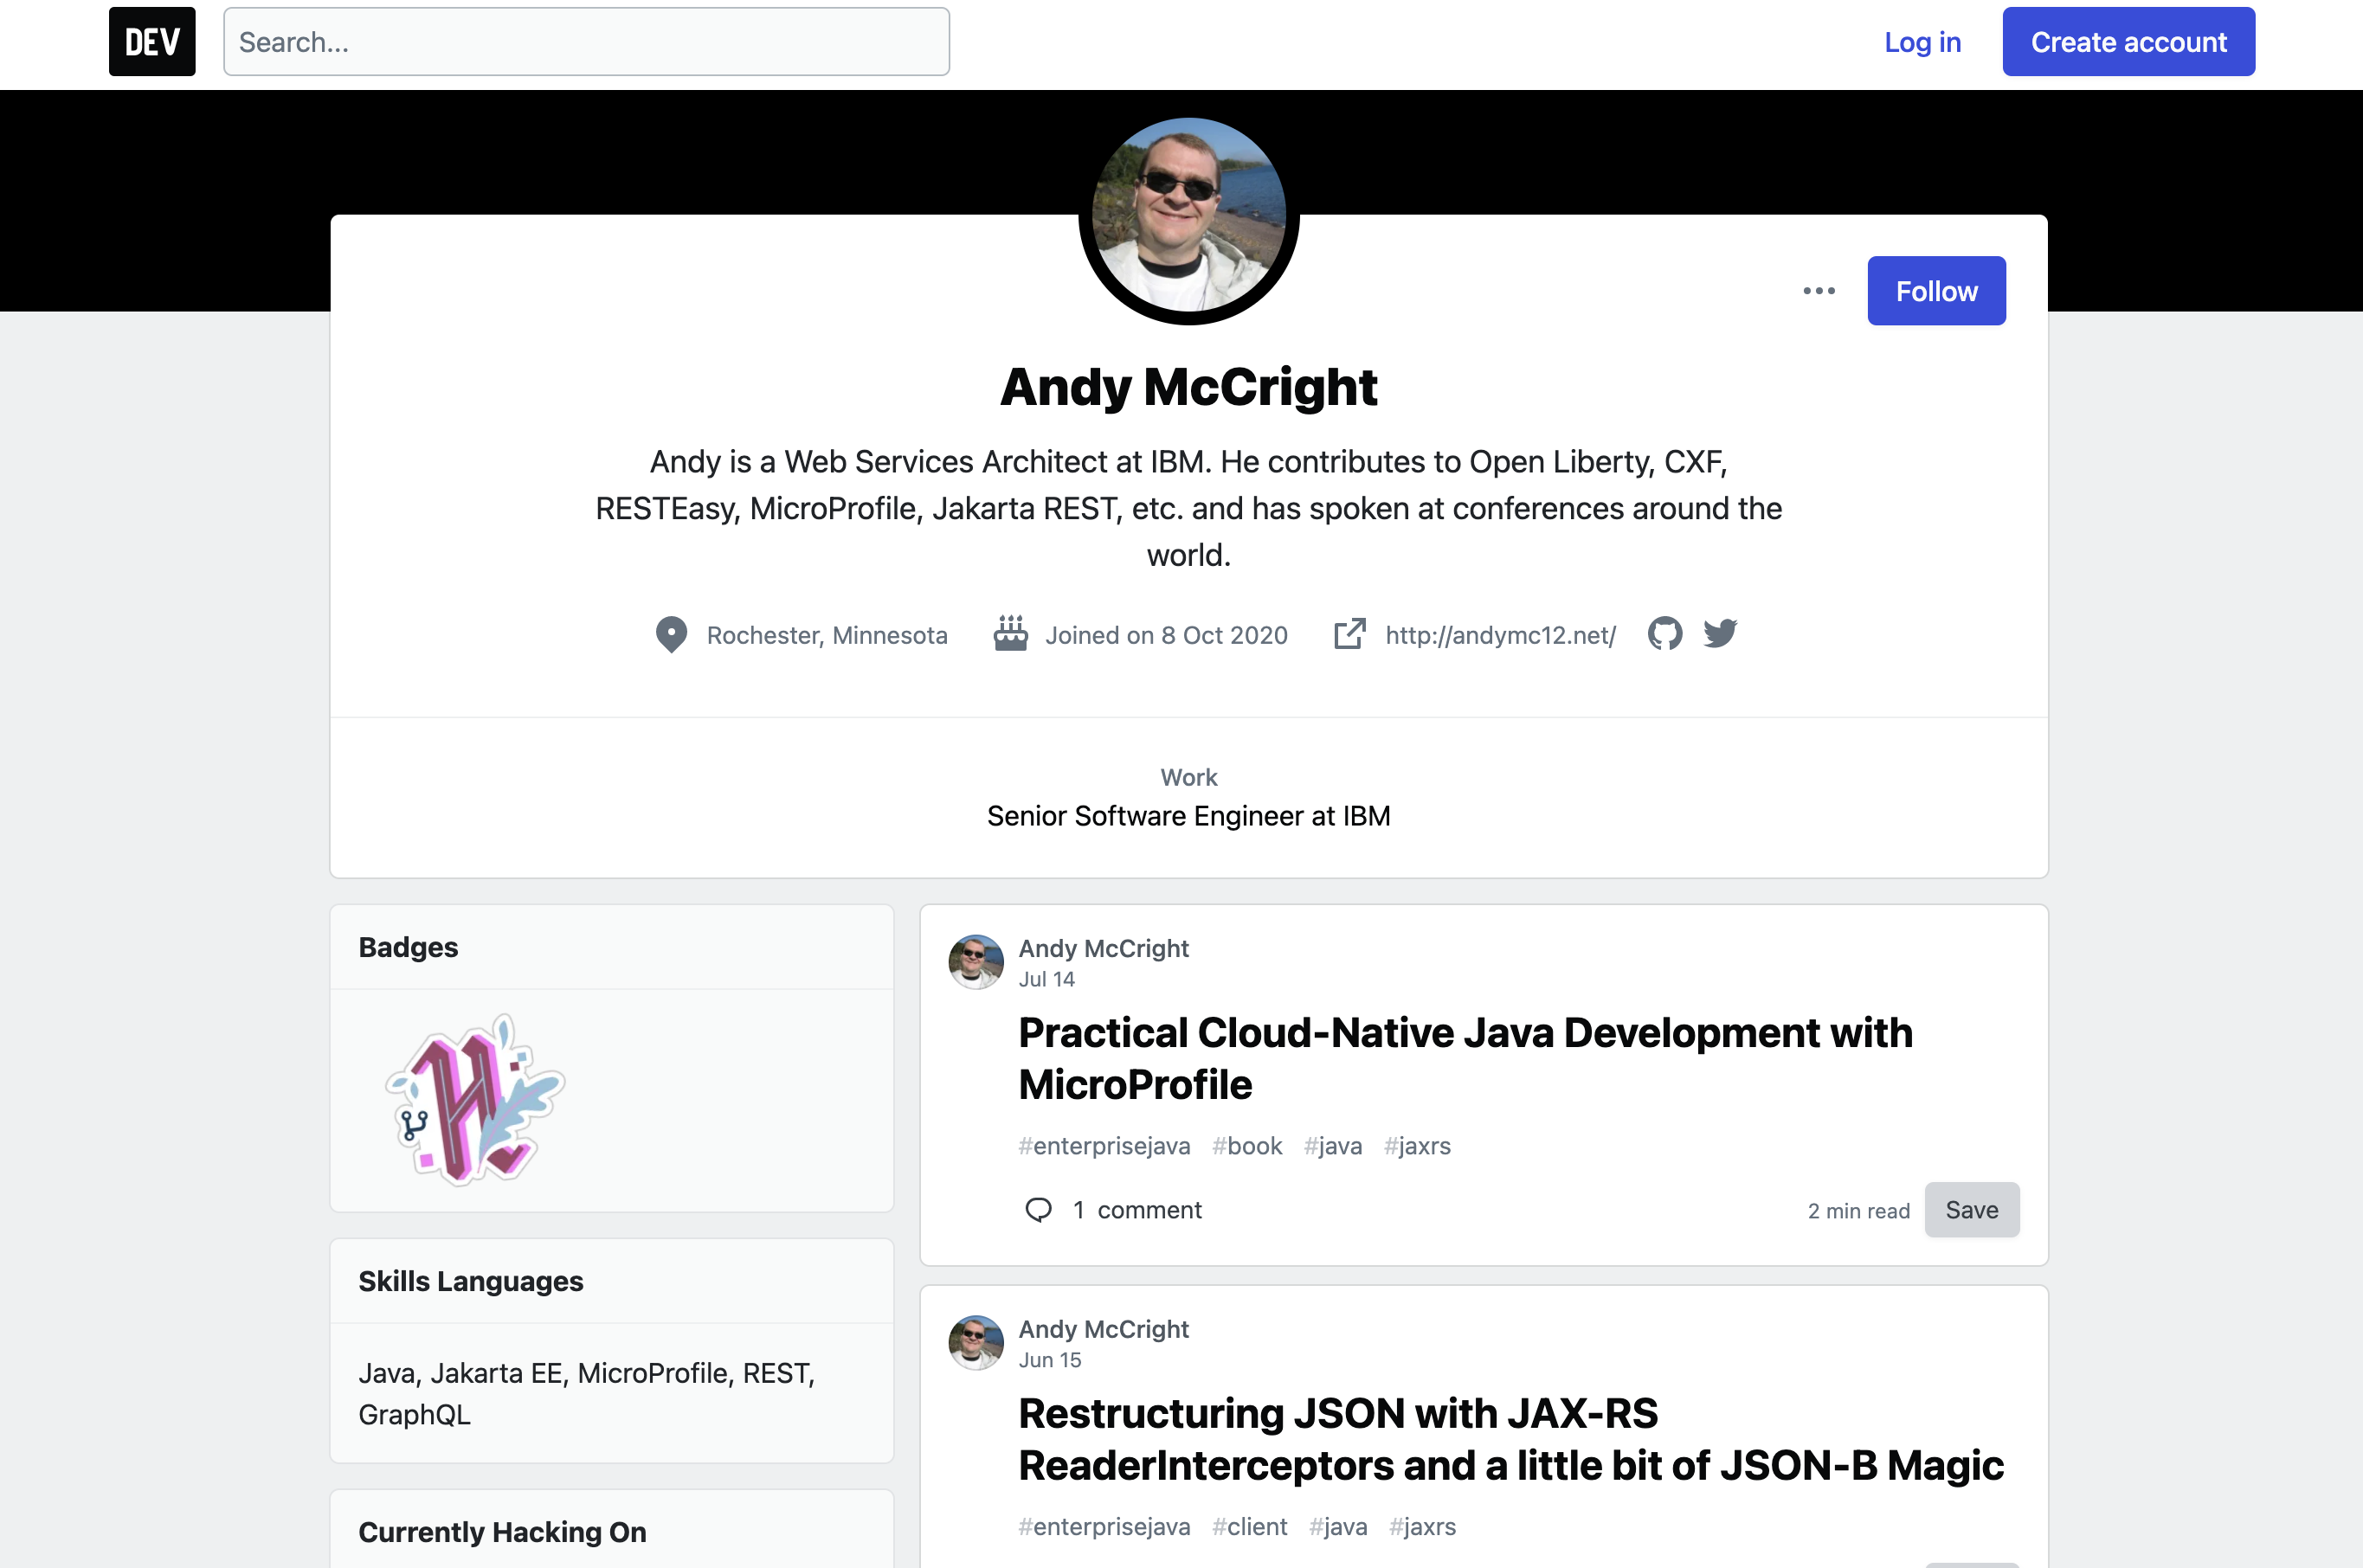 DEV
Search...
Log in
Create account
Follow
Andy McCright
Andy is a Web Services Architect at IBM. He contributes to Open Liberty, CXF,
RESTEasy, MicroProfile, Jakarta REST, etc. and has spoken at conferences around the
world.
Rochester, Minnesota
Joined on 8 Oct 2020
http://andymc12.net/
Work
Senior Software Engineer at IBM
Badges
Skills Languages
Java, Jakarta EE, MicroProfile, REST,
GraphQL
Currently Hacking On
Andy McCright
Jul 14
Practical Cloud-Native Java Development with
MicroProfile
#enterprisejava #book #java #jaxrs
1 comment
2 min read
Save
Andy McCright
Jun 15
Restructuring JSON with JAX-RS
ReaderInterceptors and a little bit of JSON-B Magic
#enterprisejava #client #java #jaxrs